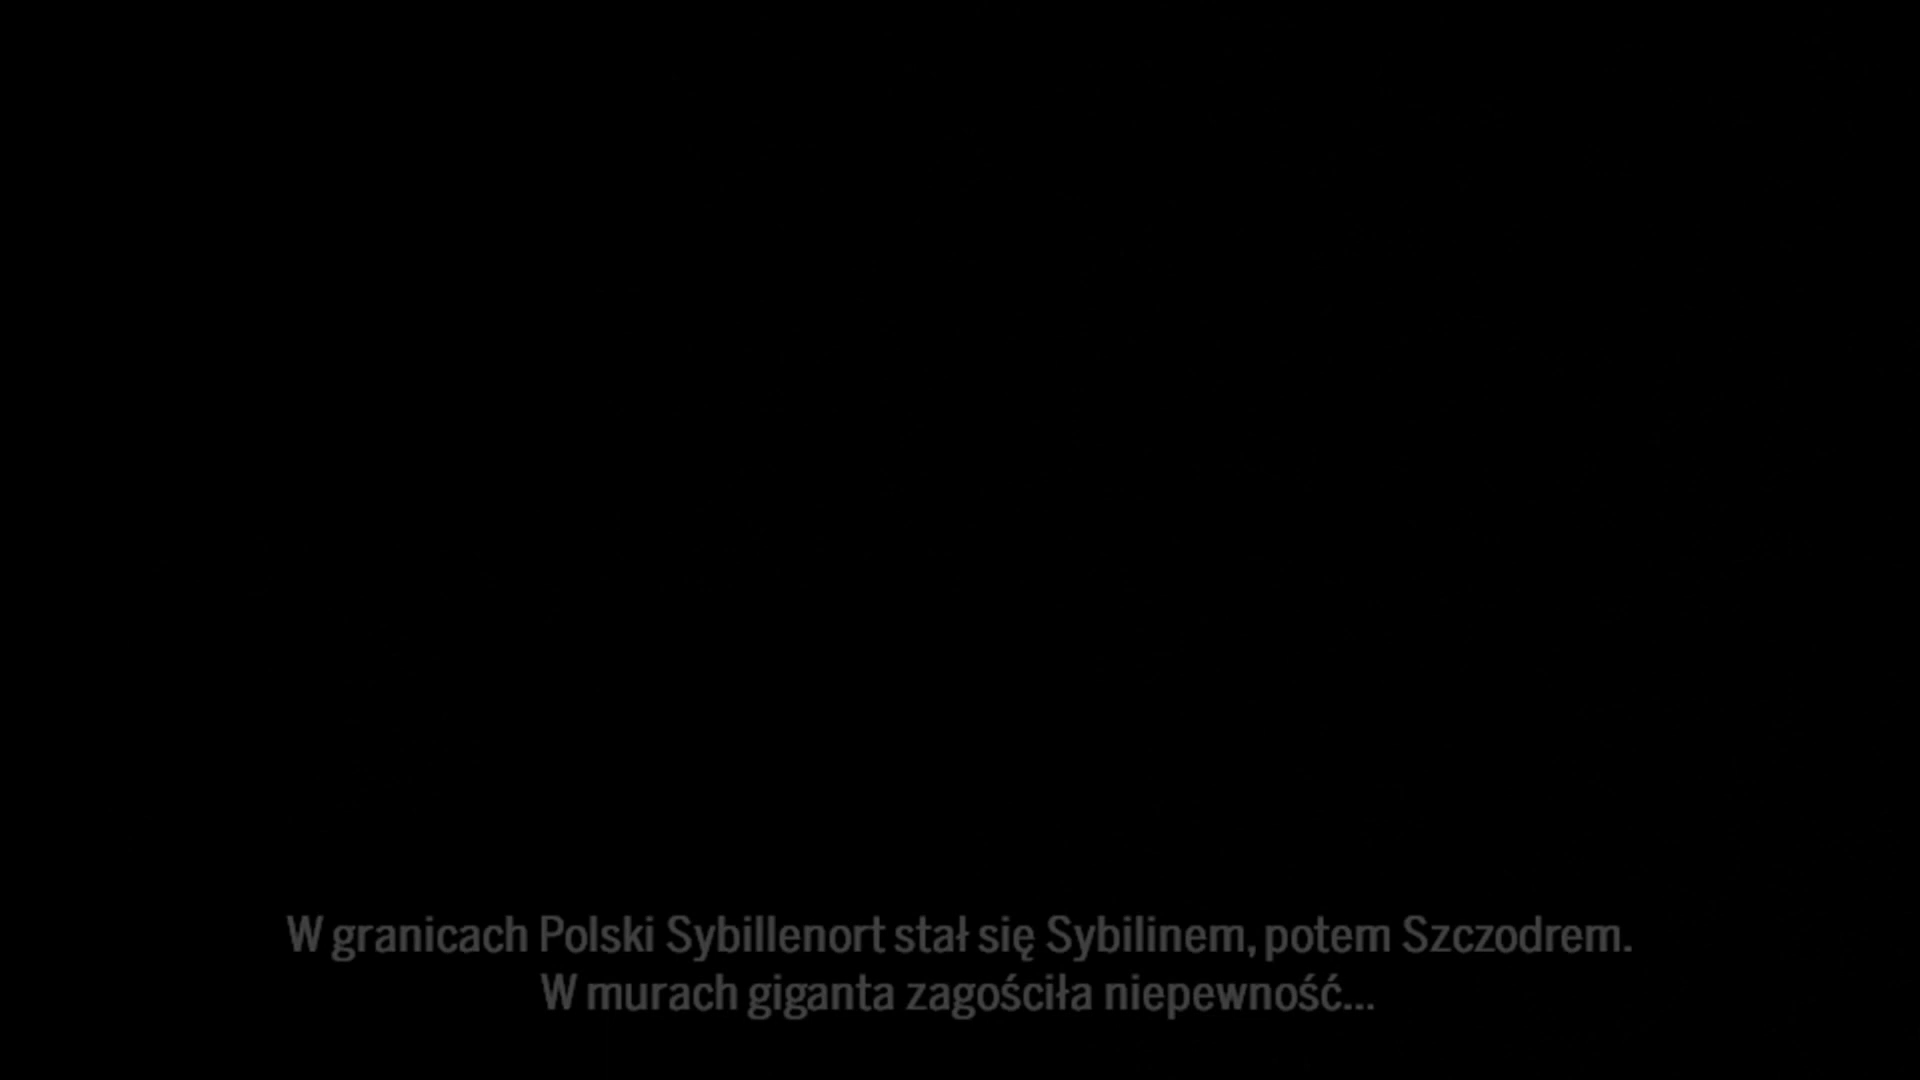 W granicach Polski Sybillenort stał się Sybilinem, potem Szczodrem.
W murach giganta zagościła niepewność...